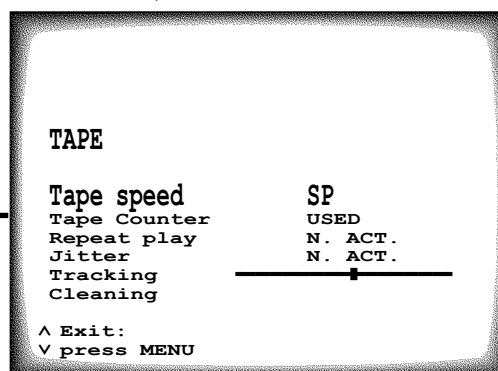 TAPE
Tape speed SP
Tape Counter USED
Repeat play N. ACT.
Jitter N. ACT.
Tracking
Cleaning
^ Exit:
v press MENU